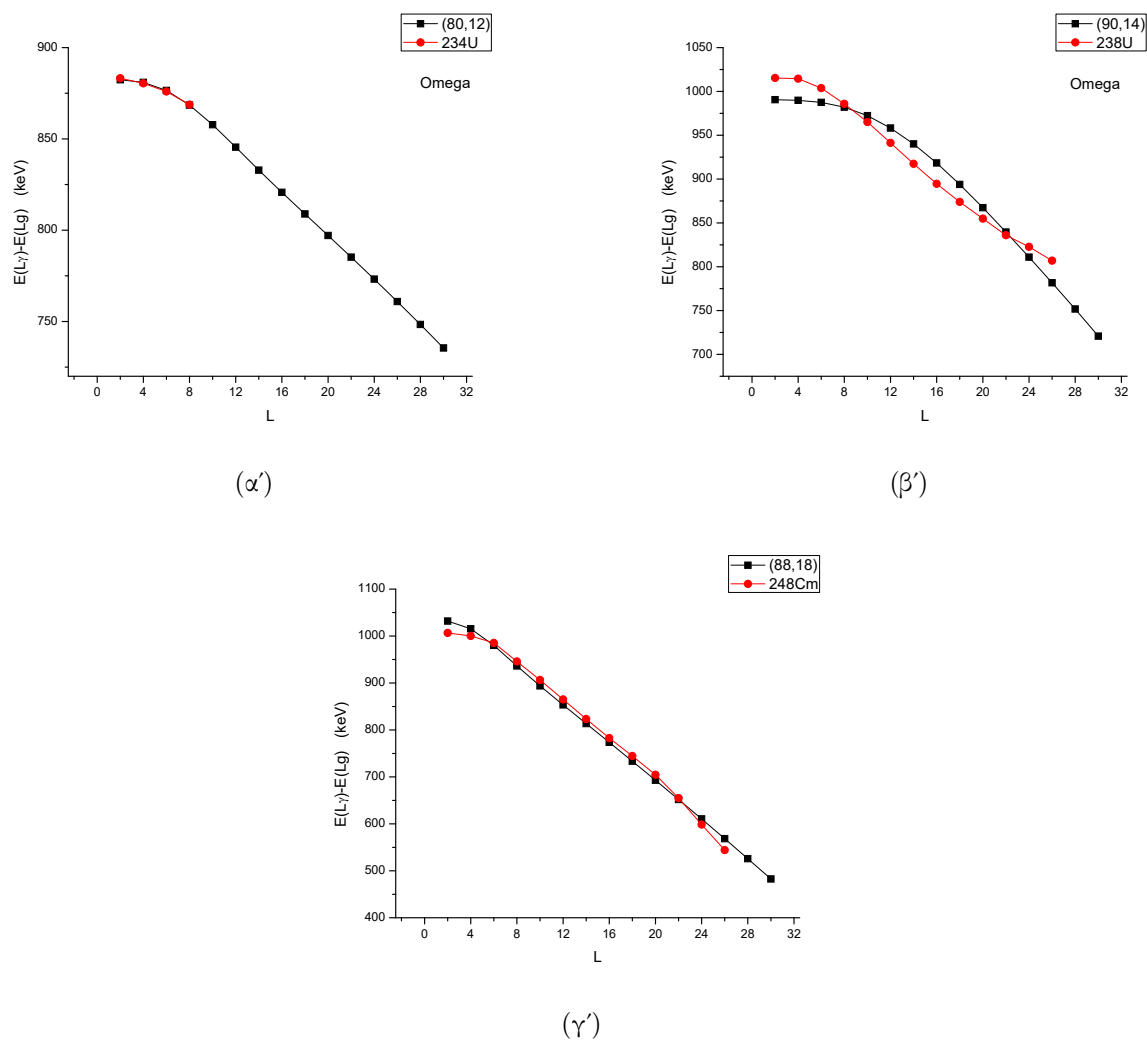 (80,12)
234U
Omega
900
850
800
750
E(Lγ)-E(Lg) (keV)
0 4 8 12 16 20 24 28 32
L
(α′)
(90,14)
238U
Omega
1050
1000
950
900
850
800
750
700
E(Lγ)-E(Lg) (keV)
0 4 8 12 16 20 24 28 32
L
(β′)
(88,18)
248Cm
1100
1000
900
800
700
600
500
400
E(Lγ)-E(Lg) (keV)
0 4 8 12 16 20 24 28 32
L
(γ′)